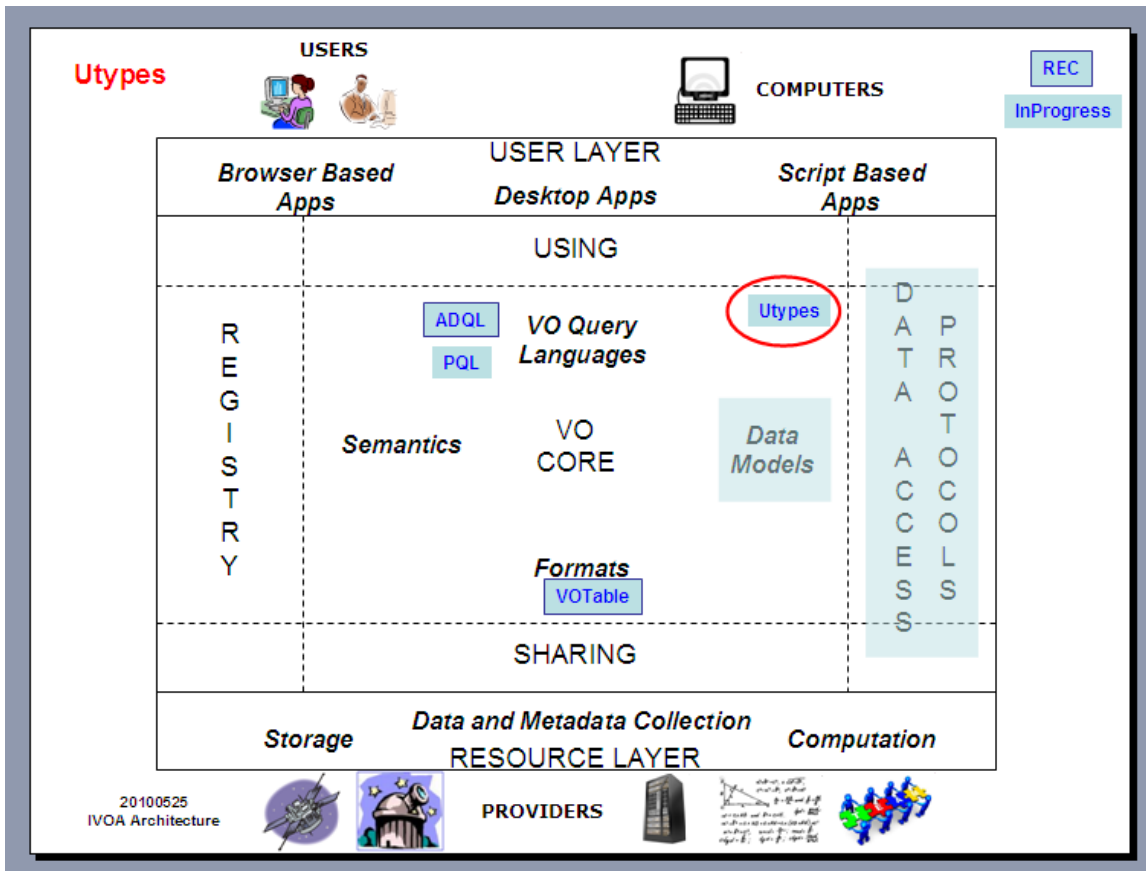 Utypes
USERS
COMPUTERS
REC
InProgress
USER LAYER
Browser Based
Apps
Desktop Apps
Script Based
Apps
USING
REGISTRY
ADQL
PQL
VO Query
Languages
Utypes
Semantics
VO
CORE
Data
Models
DATA ACCESS
PROTOCOLS
Formats
VOTable
SHARING
Storage
Data and Metadata Collection
Computation
RESOURCE LAYER
20100525
IVOA Architecture
PROVIDERS